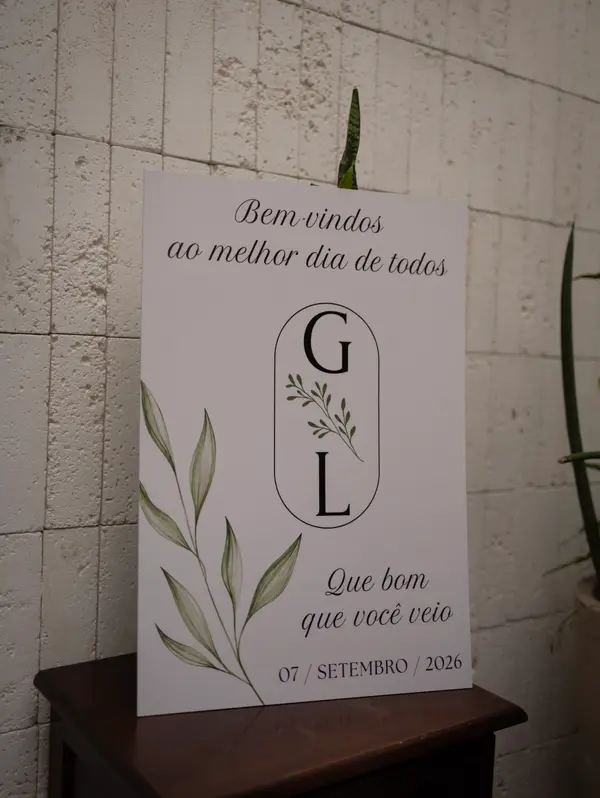 Bem-vindos
ao melhor dia de todos
G
L
Que bom
que você veio
07 / SETEMBRO / 2026